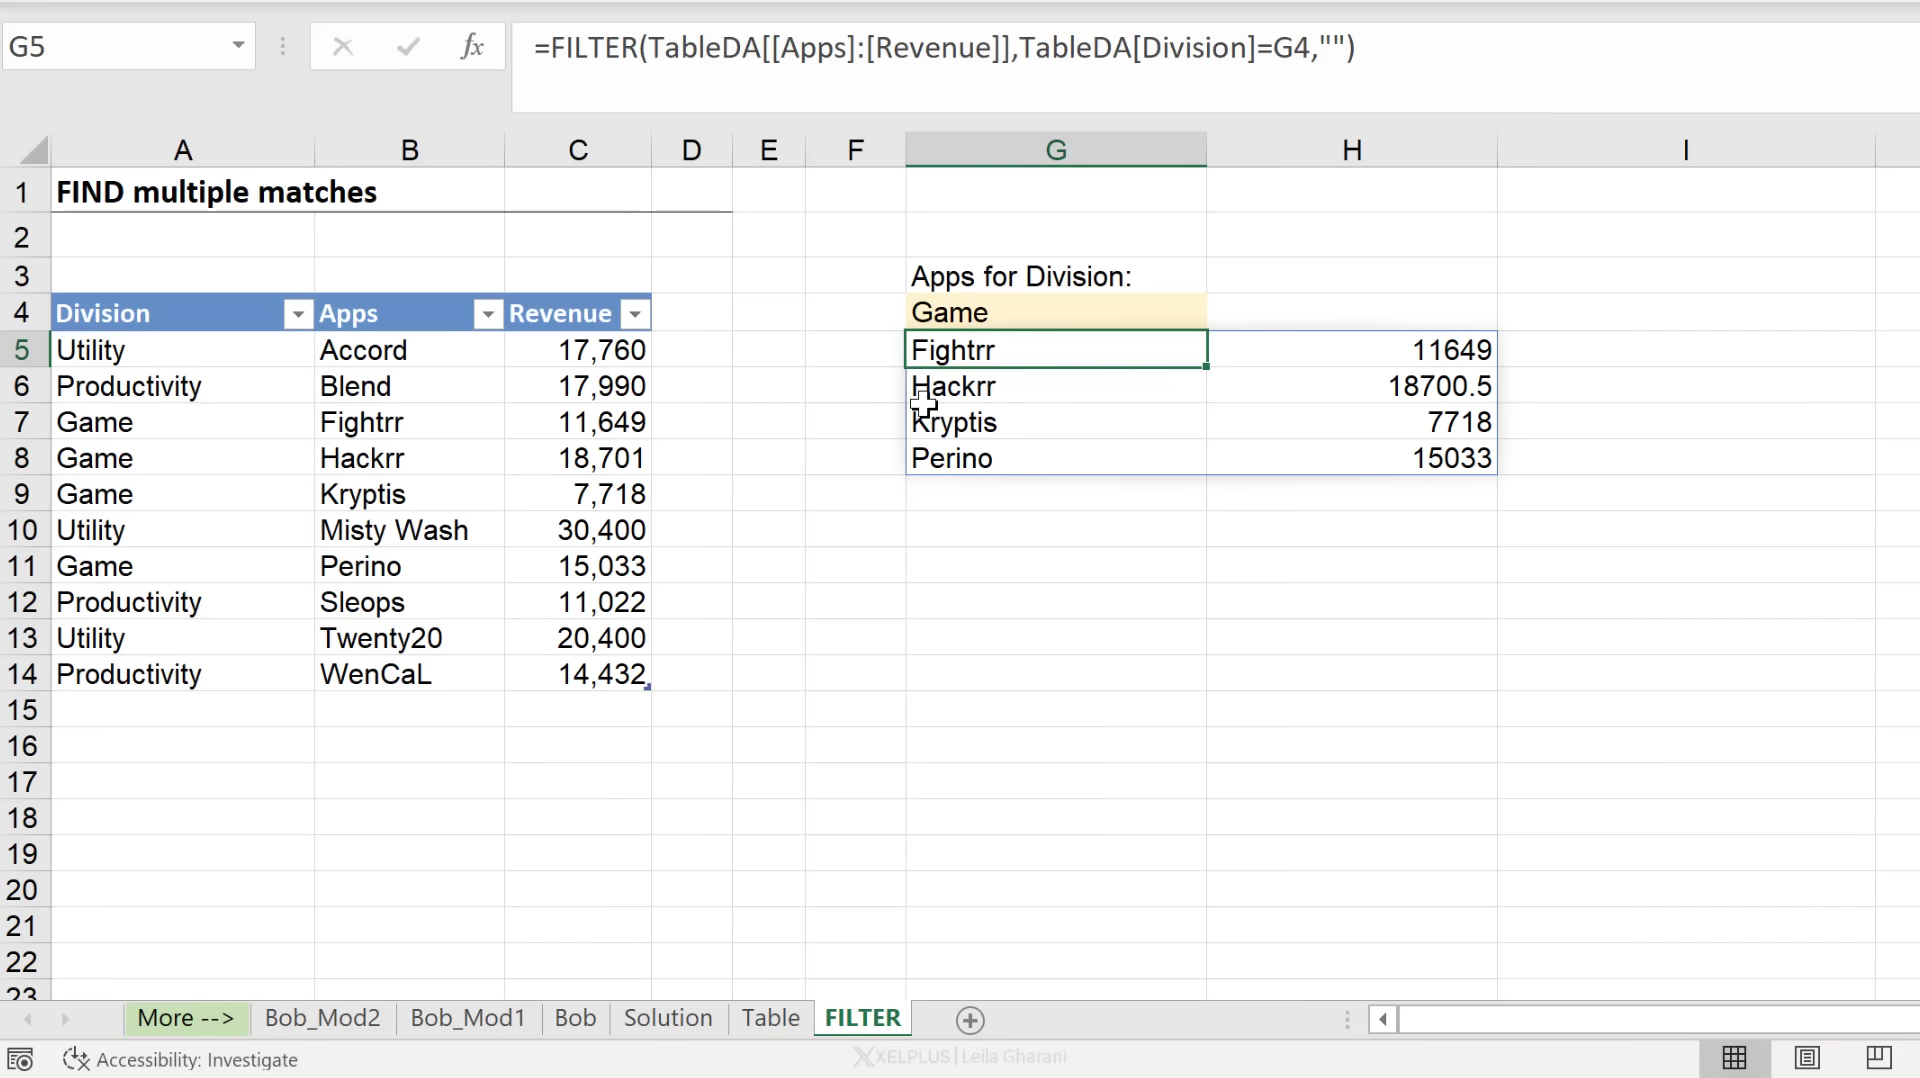 G5
fx
=FILTER(TableDA[[Apps]:[Revenue]],TableDA[Division]=G4,"")
A B C D E F G H I
1 FIND multiple matches
2
3 Apps for Division:
4 Division Apps Revenue Game
5 Utility Accord 17,760 Fightrr 11649
6 Productivity Blend 17,990 Hackrr 18700.5
7 Game Fightrr 11,649 Kryptis 7718
8 Game Hackrr 18,701 Perino 15033
9 Game Kryptis 7,718
10 Utility Misty Wash 30,400
11 Game Perino 15,033
12 Productivity Sleops 11,022
13 Utility Twenty20 20,400
14 Productivity WenCaL 14,432
15
16
17
18
19
20
21
22
23
More --> Bob_Mod2 Bob_Mod1 Bob Solution Table FILTER
Accessibility: Investigate XELPLUS | Leila Gharani